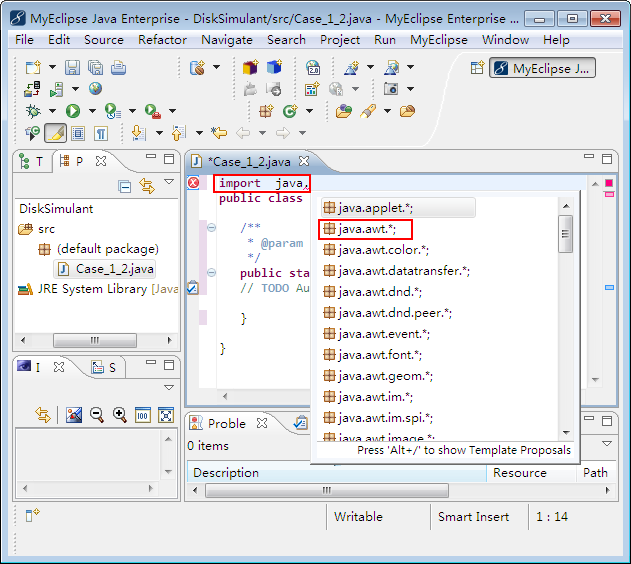 MyEclipse Java Enterprise - DiskSimulant/src/Case_1_2.java - MyEclipse Enterprise ...
File Edit Source Refactor Navigate Search Project Run MyEclipse Window Help
2.0
MyEclipse J...
T P
DiskSimulant
src
(default package)
Case_1_2.java
JRE System Library [Java
*Case_1_2.java
import java.
public class
/**
* @param
*/
public sta
// TODO Au
}
}
java.applet.*;
java.awt.*;
java.awt.color.*;
java.awt.datatransfer.*;
java.awt.dnd.*;
java.awt.dnd.peer.*;
java.awt.event.*;
java.awt.font.*;
java.awt.geom.*;
java.awt.im.*;
java.awt.im.spi.*;
java.awt.image.*;
Press 'Alt+/' to show Template Proposals
I S
100
Proble
0 items
Description Resource Path
Writable Smart Insert 1 : 14